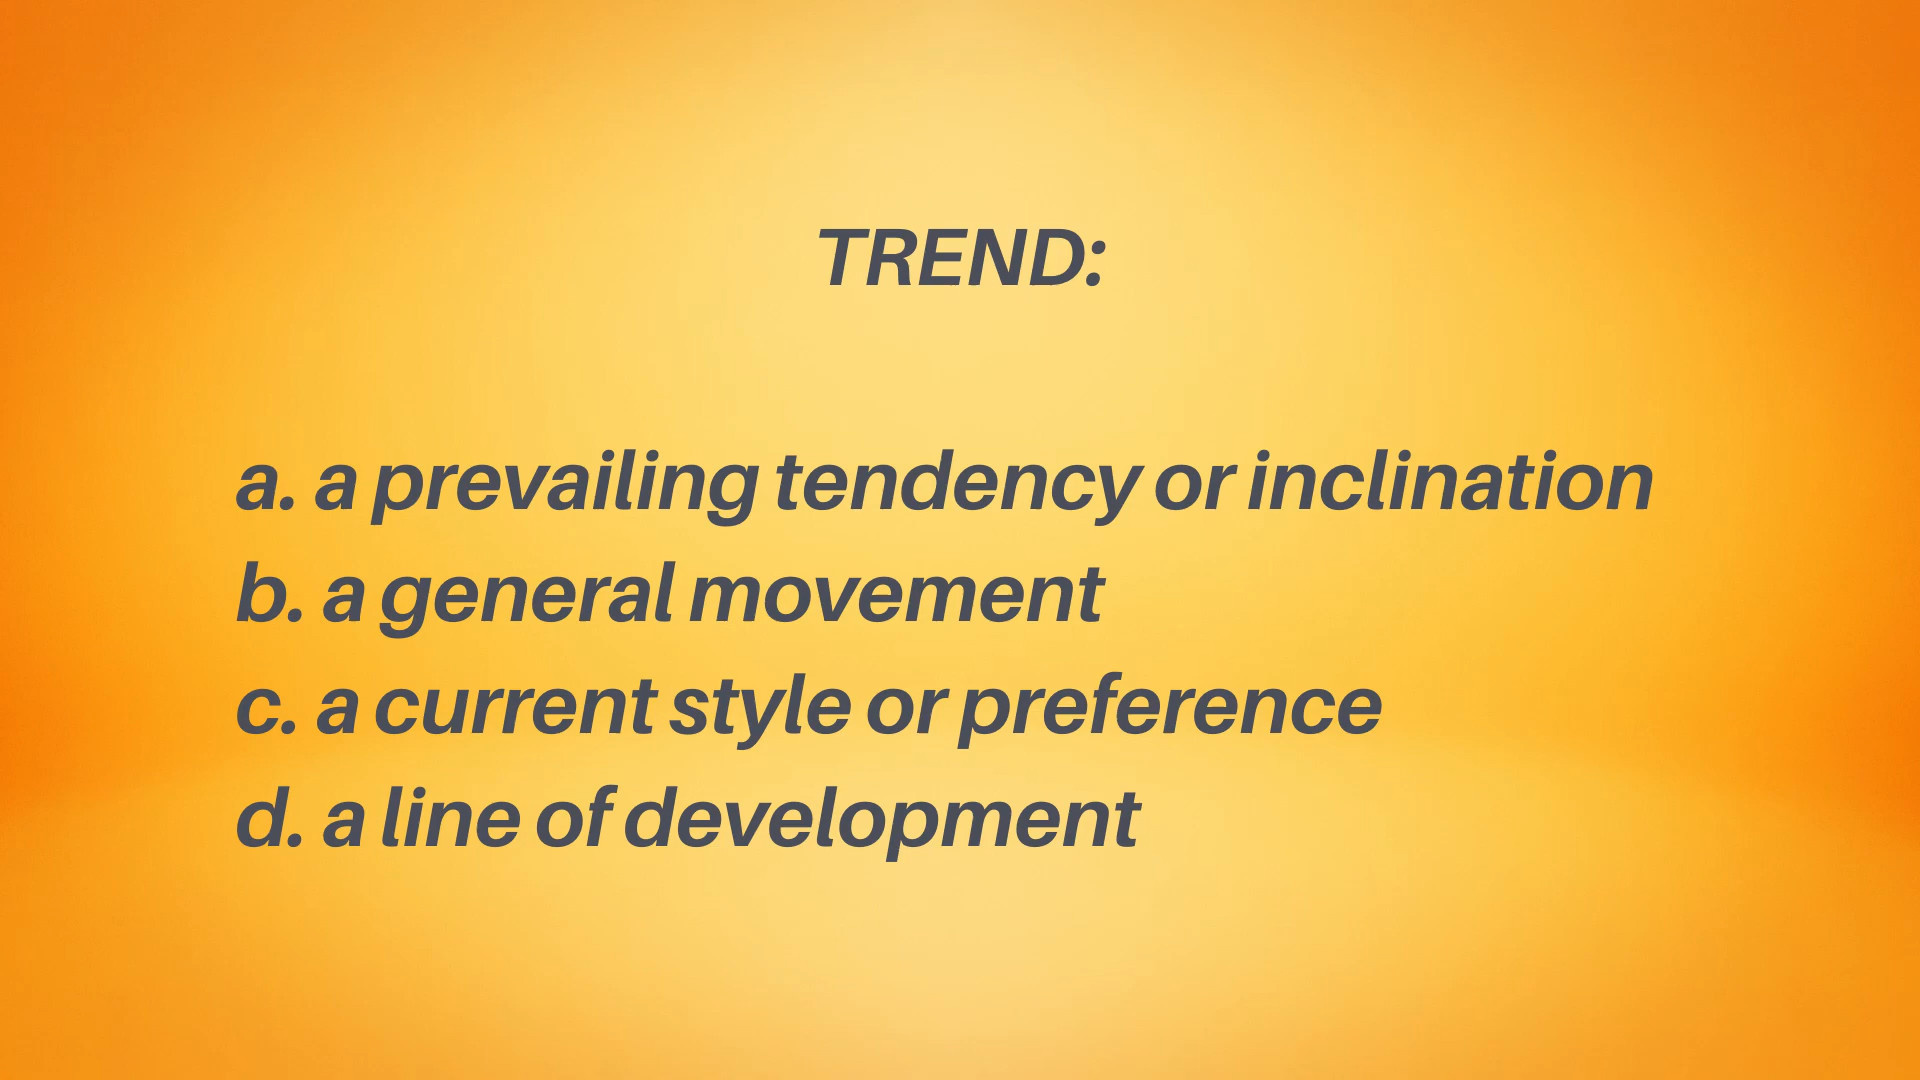 TREND:
a. a prevailing tendency or inclination
b. a general movement
c. a current style or preference
d. a line of development